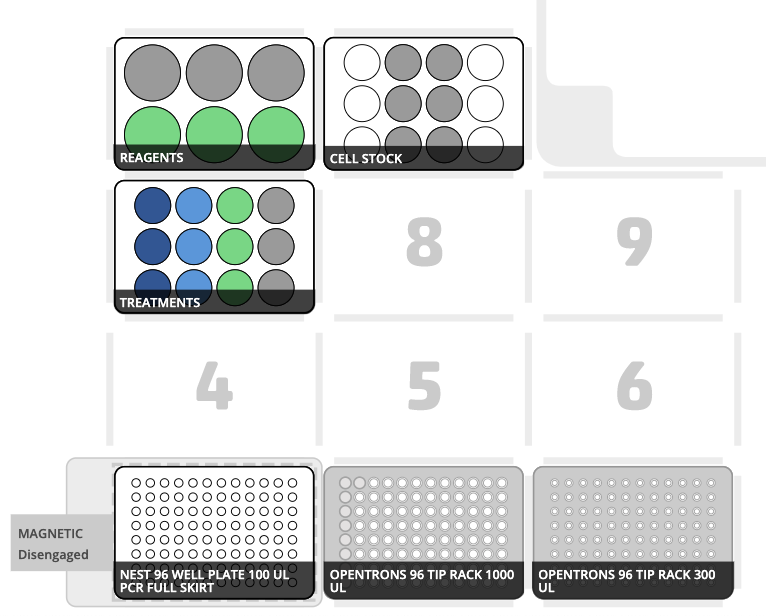 REAGENTS
CELL STOCK
TREATMENTS
8
9
4
5
6
MAGNETIC
Disengaged
NEST 96 WELL PLATE 100 UL
PCR FULL SKIRT
OPENTRONS 96 TIP RACK 1000
UL
OPENTRONS 96 TIP RACK 300
UL